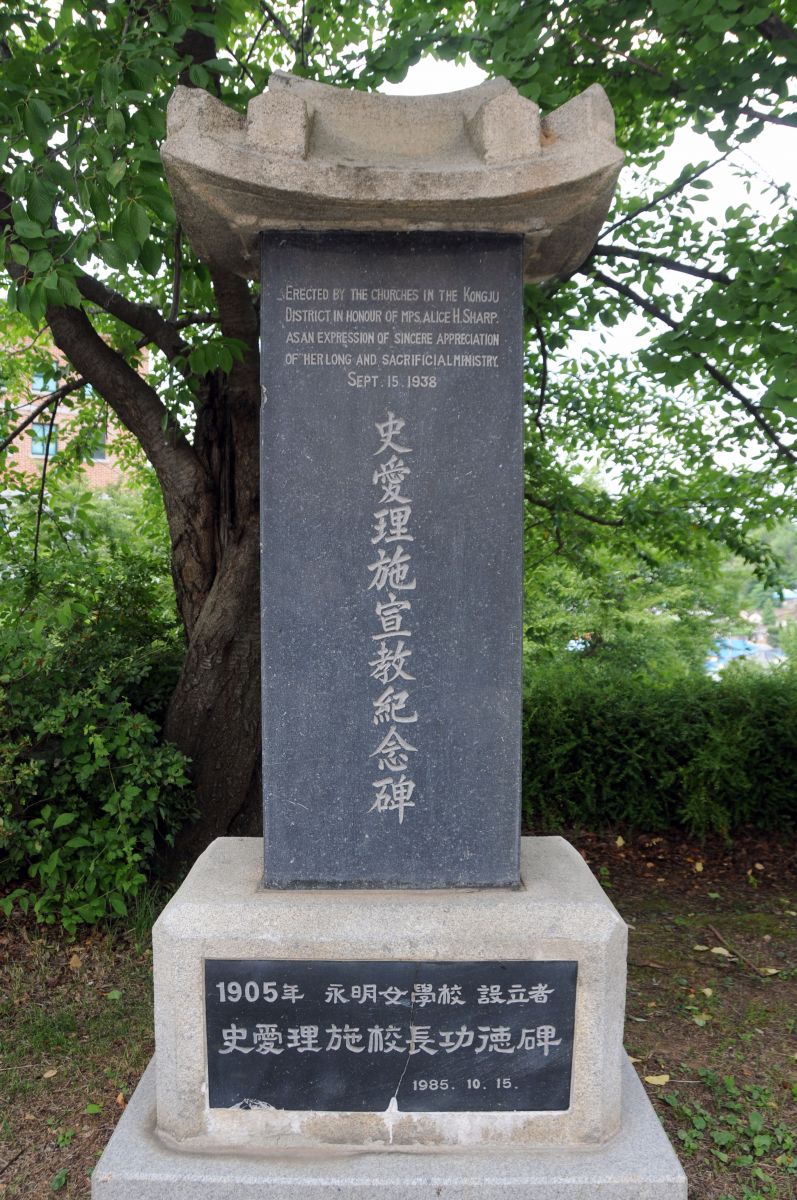 ERECTED BY THE CHURCHES IN THE KONGJU
DISTRICT IN HONOUR OF MPS. ALICE H. SHARP.
AS AN EXPRESSION OF SINCERE APPRECIATION
OF HER LONG AND SACRIFICIAL MINISTRY.
SEPT. 15. 1938
史愛理施宣教紀念碑
1905年 永明女學校 設立者
史愛理施校長功德碑
1985. 10. 15.